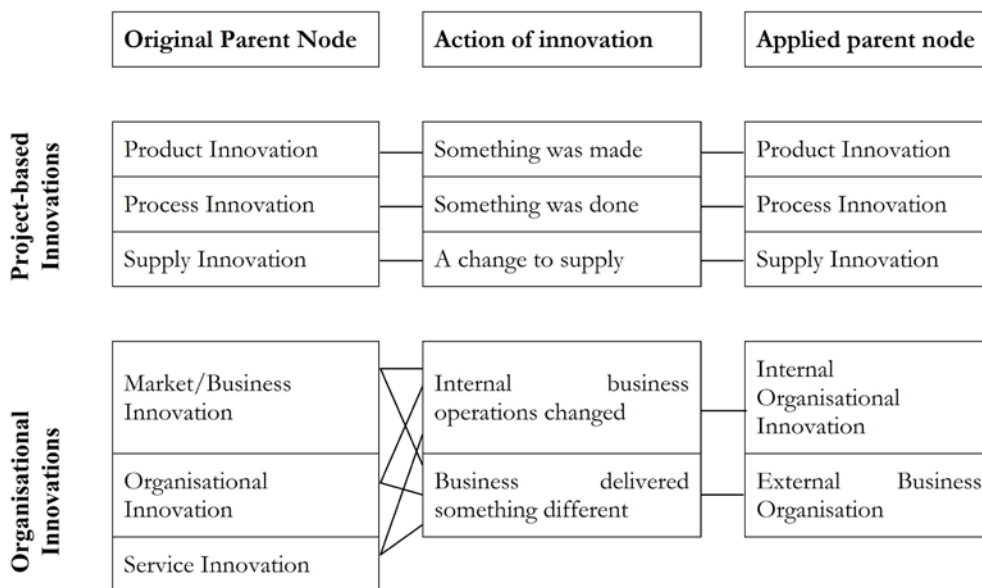 Original Parent Node
Action of innovation
Applied parent node
Project-based
Innovations
Product Innovation
Something was made
Product Innovation
Process Innovation
Something was done
Process Innovation
Supply Innovation
A change to supply
Supply Innovation
Organisational
Innovations
Market/Business
Innovation
Internal business
operations changed
Internal
Organisational
Innovation
Organisational
Innovation
Business delivered
something different
External Business
Organisation
Service Innovation